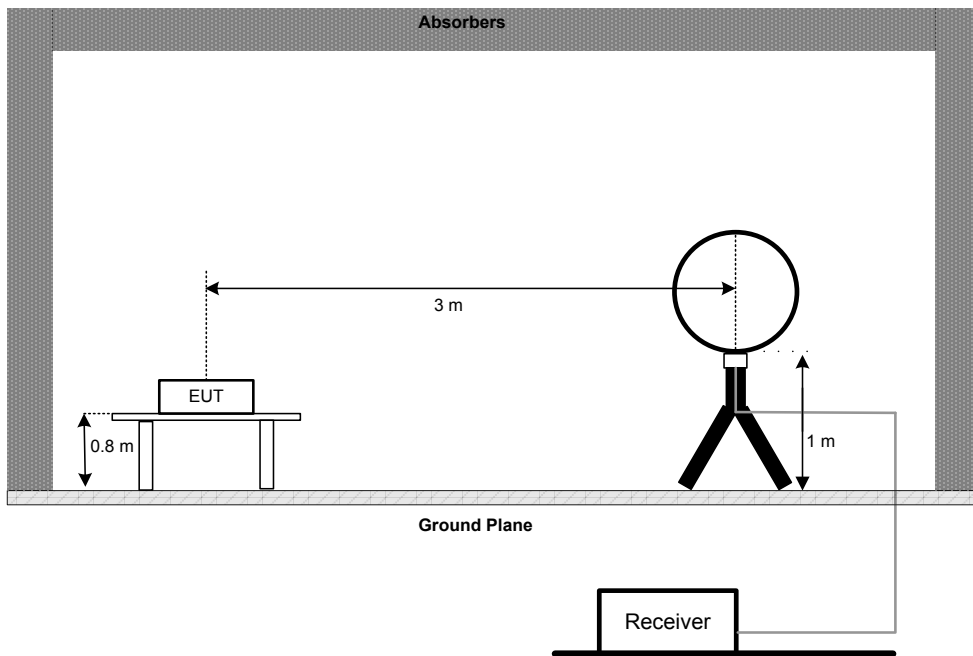 Absorbers
3 m
EUT
0.8 m
1 m
Ground Plane
Receiver